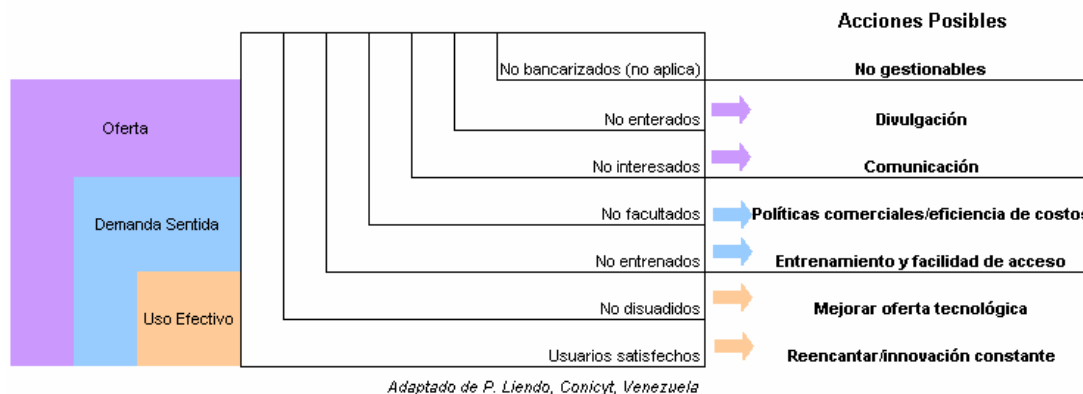 Acciones Posibles
No bancarizados (no aplica)
No gestionables
Oferta
No enterados
Divulgación
No interesados
Comunicación
Demanda Sentida
No facultados
Políticas comerciales/eficiencia de costos
No entrenados
Entrenamiento y facilidad de acceso
Uso Efectivo
No disuadidos
Mejorar oferta tecnológica
Usuarios satisfechos
Reencantar/innovación constante
Adaptado de P. Liendo, Conicyt, Venezuela